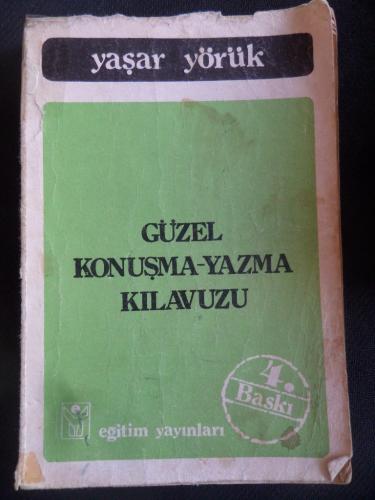 yaşar yörük
GÜZEL
KONUŞMA-YAZMA
KILAVUZU
4.
Baskı
eğitim yayınları